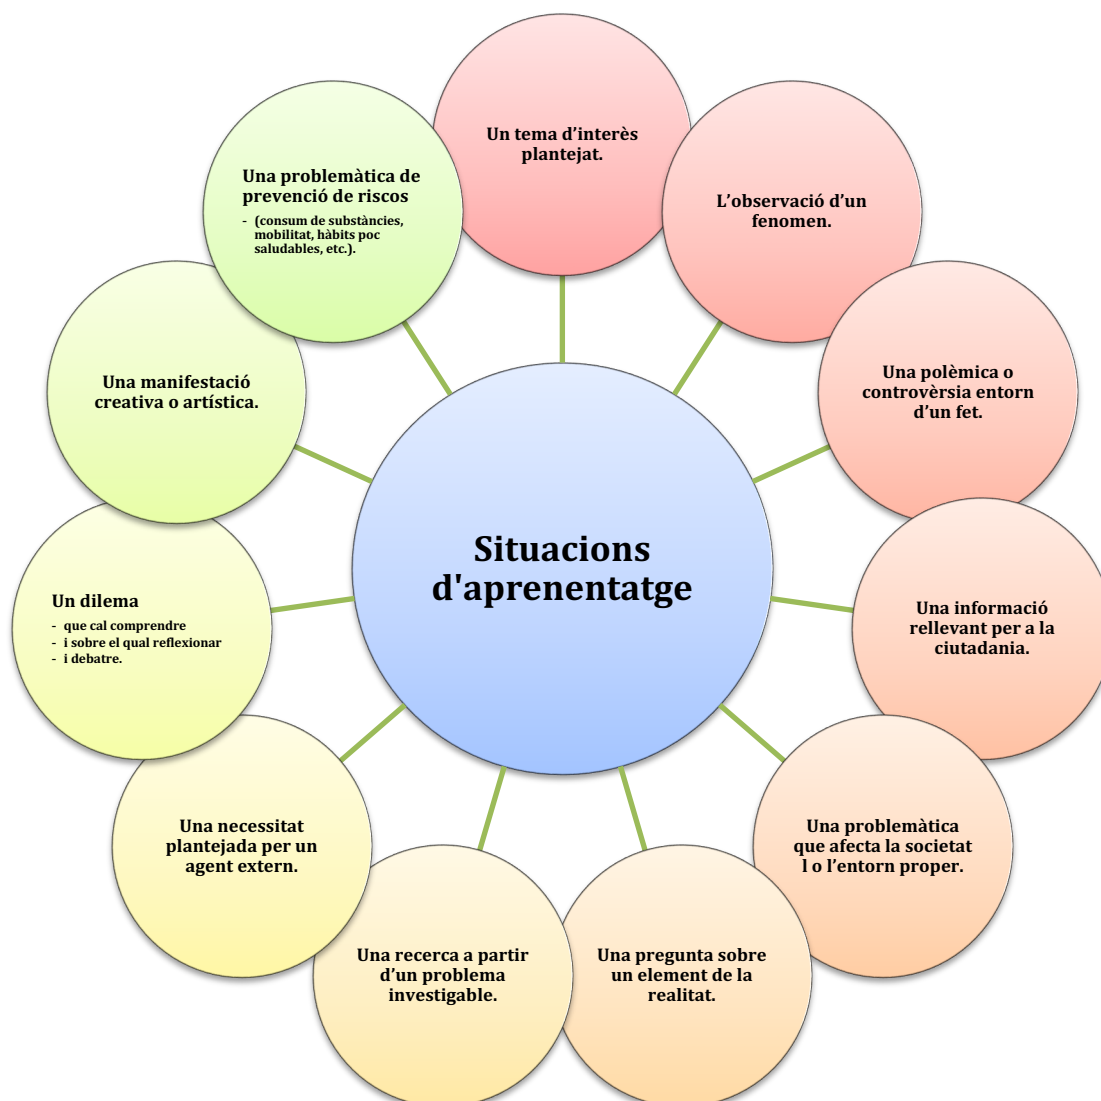 Situacions
d'aprenentatge
Un tema d’interès
plantejat.
L’observació d’un
fenomen.
Una polèmica o
controvèrsia entorn
d’un fet.
Una informació
rellevant per a la
ciutadania.
Una problemàtica
que afecta la societat
l o l’entorn proper.
Una pregunta sobre
un element de la
realitat.
Una recerca a partir
d’un problema
investigable.
Una necessitat
plantejada per un
agent extern.
Un dilema
- que cal comprendre
- i sobre el qual reflexionar
- i debatre.
Una manifestació
creativa o artística.
Una problemàtica de
prevenció de riscos
- (consum de substàncies,
mobilitat, hàbits poc
saludables, etc.).